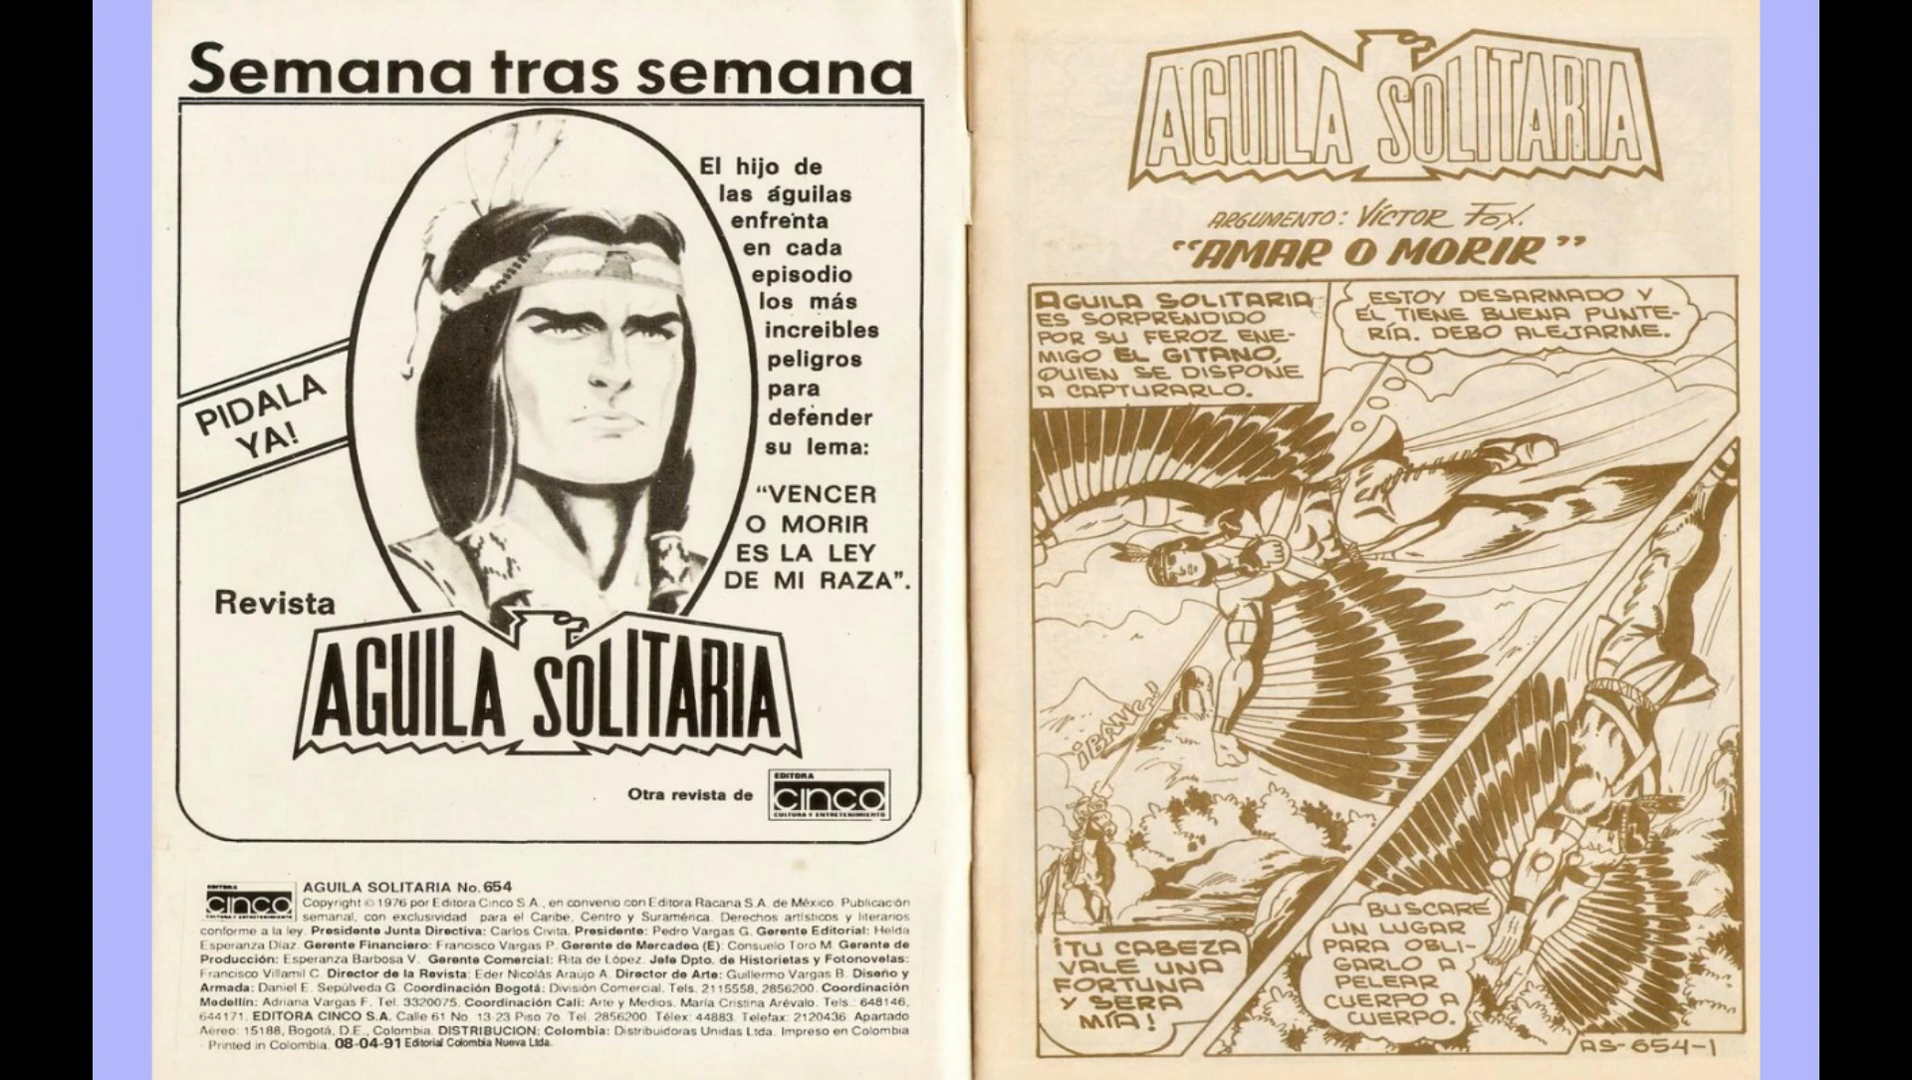 Semana tras semana
El hijo de
las águilas
enfrenta
en cada
episodio
los más
increibles
peligros
para
defender
su lema:
"VENCER
O MORIR
ES LA LEY
DE MI RAZA".
PIDALA
YA!
Revista
AGUILA SOLITARIA
Otra revista de
EDITORA
CINCO
CULTURA Y ENTRETENIMIENTO
EDITORA
CINCO
CULTURA Y ENTRETENIMIENTO
AGUILA SOLITARIA No. 654
Copyright © 1976 por Editora Cinco S.A., en convenio con Editora Racana S.A. de México. Publicación
semanal, con exclusividad para el Caribe, Centro y Suramérica. Derechos artísticos y literarios
conforme a la ley. Presidente Junta Directiva: Carlos Civita. Presidente: Pedro Vargas G. Gerente Editorial: Helda
Esperanza Díaz. Gerente Financiero: Francisco Vargas P. Gerente de Mercadeo (E): Consuelo Toro M. Gerente de
Producción: Esperanza Barbosa V. Gerente Comercial: Rita de López. Jefe Dpto. de Historietas y Fotonovelas:
Francisco Villamil C. Director de la Revista: Eder Nicolás Araujo A. Director de Arte: Guillermo Vargas B. Diseño y
Armada: Daniel E. Sepúlveda G. Coordinación Bogotá: División Comercial. Tels. 2115558, 2856200. Coordinación
Medellín: Adriana Vargas F. Tel. 3320075. Coordinación Cali: Arte y Medios. María Cristina Arévalo. Tels.: 648146,
644171. EDITORA CINCO S.A. Calle 61 No. 13-23 Piso 7o. Tel. 2856200. Télex: 44883. Telefax: 2120436. Apartado
Aéreo: 15188, Bogotá, D.E., Colombia. DISTRIBUCION: Colombia: Distribuidoras Unidas Ltda. Impreso en Colombia
- Printed in Colombia. 08-04-91 Editorial Colombia Nueva Ltda.
AGUILA SOLITARIA
ARGUMENTO: VÍCTOR FOX.
"AMAR O MORIR"
AGUILA SOLITARIA
ES SORPRENDIDO
POR SU FEROZ ENE-
MIGO EL GITANO,
QUIEN SE DISPONE
A CAPTURARLO.
ESTOY DESARMADO Y
ÉL TIENE BUENA PUNTE-
RÍA. DEBO ALEJARME.
¡BANG!
¡TU CABEZA
VALE UNA
FORTUNA
Y SERÁ
MÍA!
BUSCARÉ
UN LUGAR
PARA OBLI-
GARLO A
PELEAR
CUERPO A
CUERPO.
AS-654-1